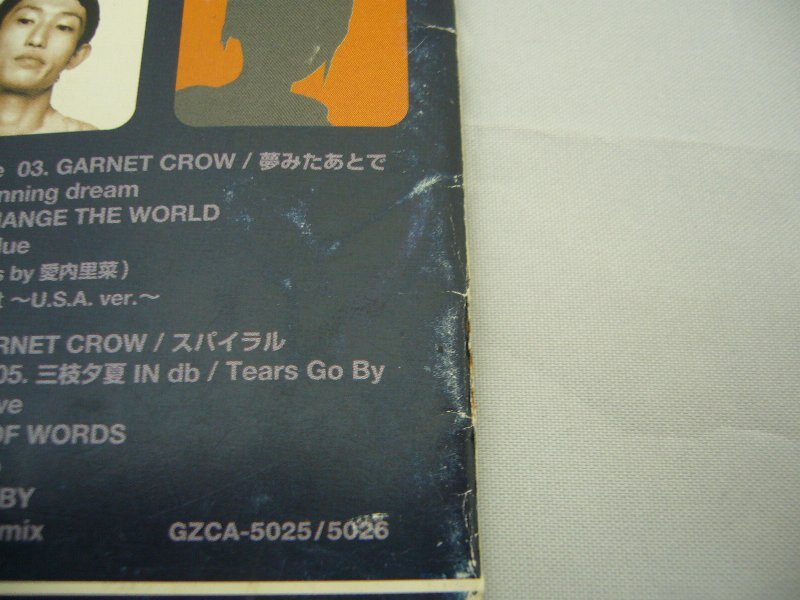 03. GARNET CROW / 夢みたあとで
nning dream
HANGE THE WORLD
lue
s by 愛内里菜)
t ～U.S.A. ver.～
RNET CROW / スパイラル
05. 三枝夕夏 IN db / Tears Go By
ve
OF WORDS
BY
mix
GZCA-5025/5026